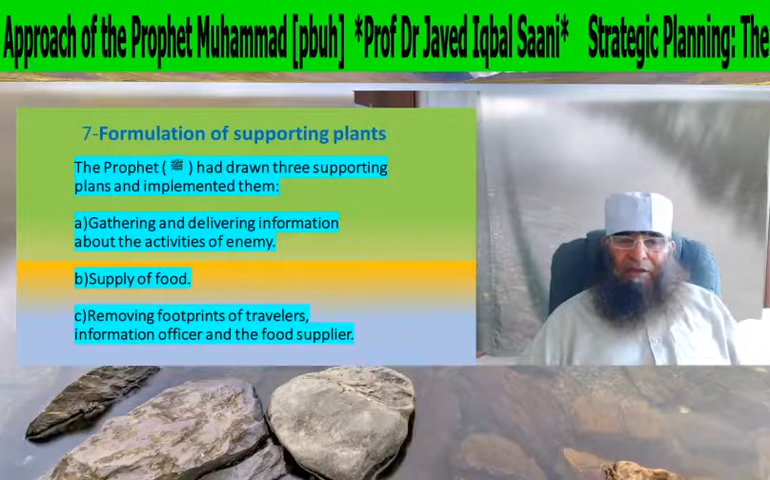 Approach of the Prophet Muhammad [pbuh] *Prof Dr Javed Iqbal Saani* Strategic Planning: The
7-Formulation of supporting plants
The Prophet ( ﷺ ) had drawn three supporting
plans and implemented them:
a)Gathering and delivering information
about the activities of enemy.
b)Supply of food.
c)Removing footprints of travelers,
information officer and the food supplier.